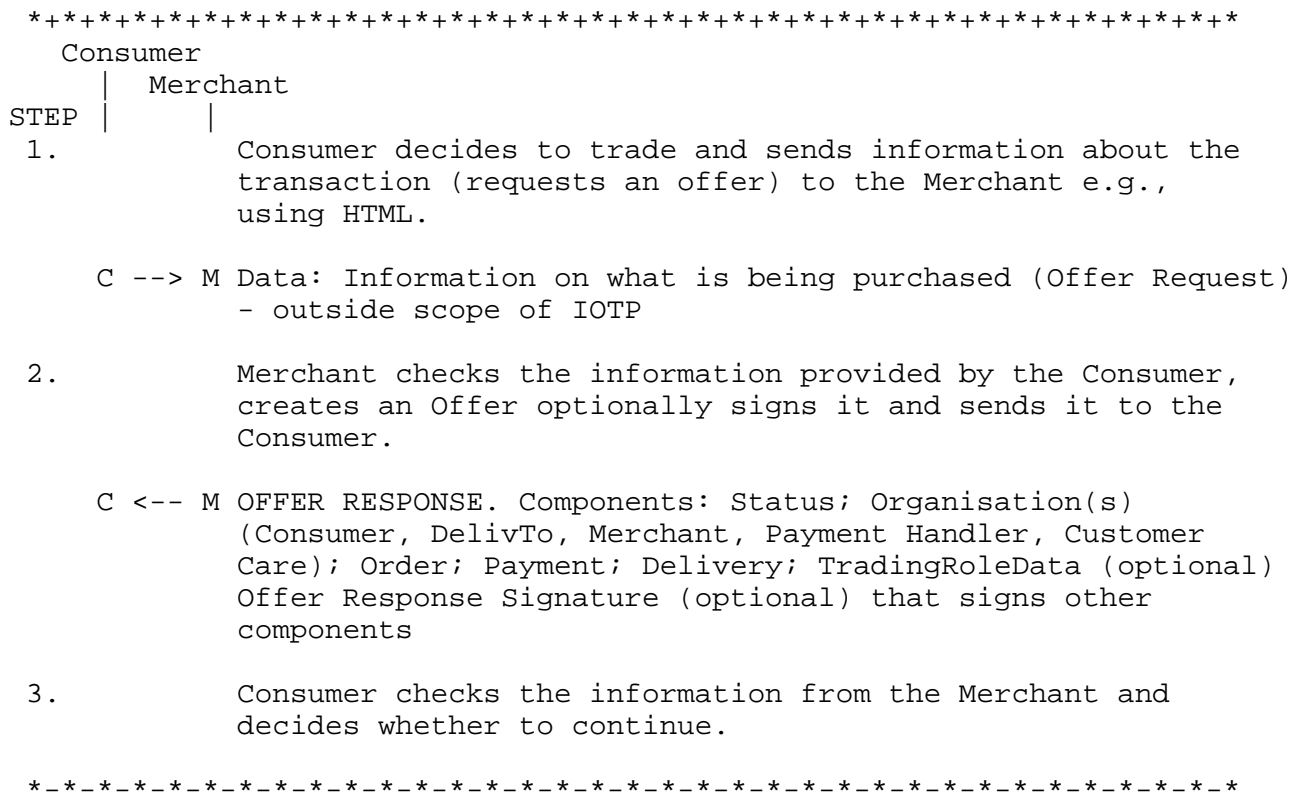 *+*+*+*+*+*+*+*+*+*+*+*+*+*+*+*+*+*+*+*+*+*+*+*+*+*+*+*+*+*+*+*+*+*+*
Consumer
| Merchant
STEP | |
1. Consumer decides to trade and sends information about the
transaction (requests an offer) to the Merchant e.g.,
using HTML.
C --> M Data: Information on what is being purchased (Offer Request)
- outside scope of IOTP
2. Merchant checks the information provided by the Consumer,
creates an Offer optionally signs it and sends it to the
Consumer.
C <-- M OFFER RESPONSE. Components: Status; Organisation(s)
(Consumer, DelivTo, Merchant, Payment Handler, Customer
Care); Order; Payment; Delivery; TradingRoleData (optional)
Offer Response Signature (optional) that signs other
components
3. Consumer checks the information from the Merchant and
decides whether to continue.
*-*-*-*-*-*-*-*-*-*-*-*-*-*-*-*-*-*-*-*-*-*-*-*-*-*-*-*-*-*-*-*-*-*-*